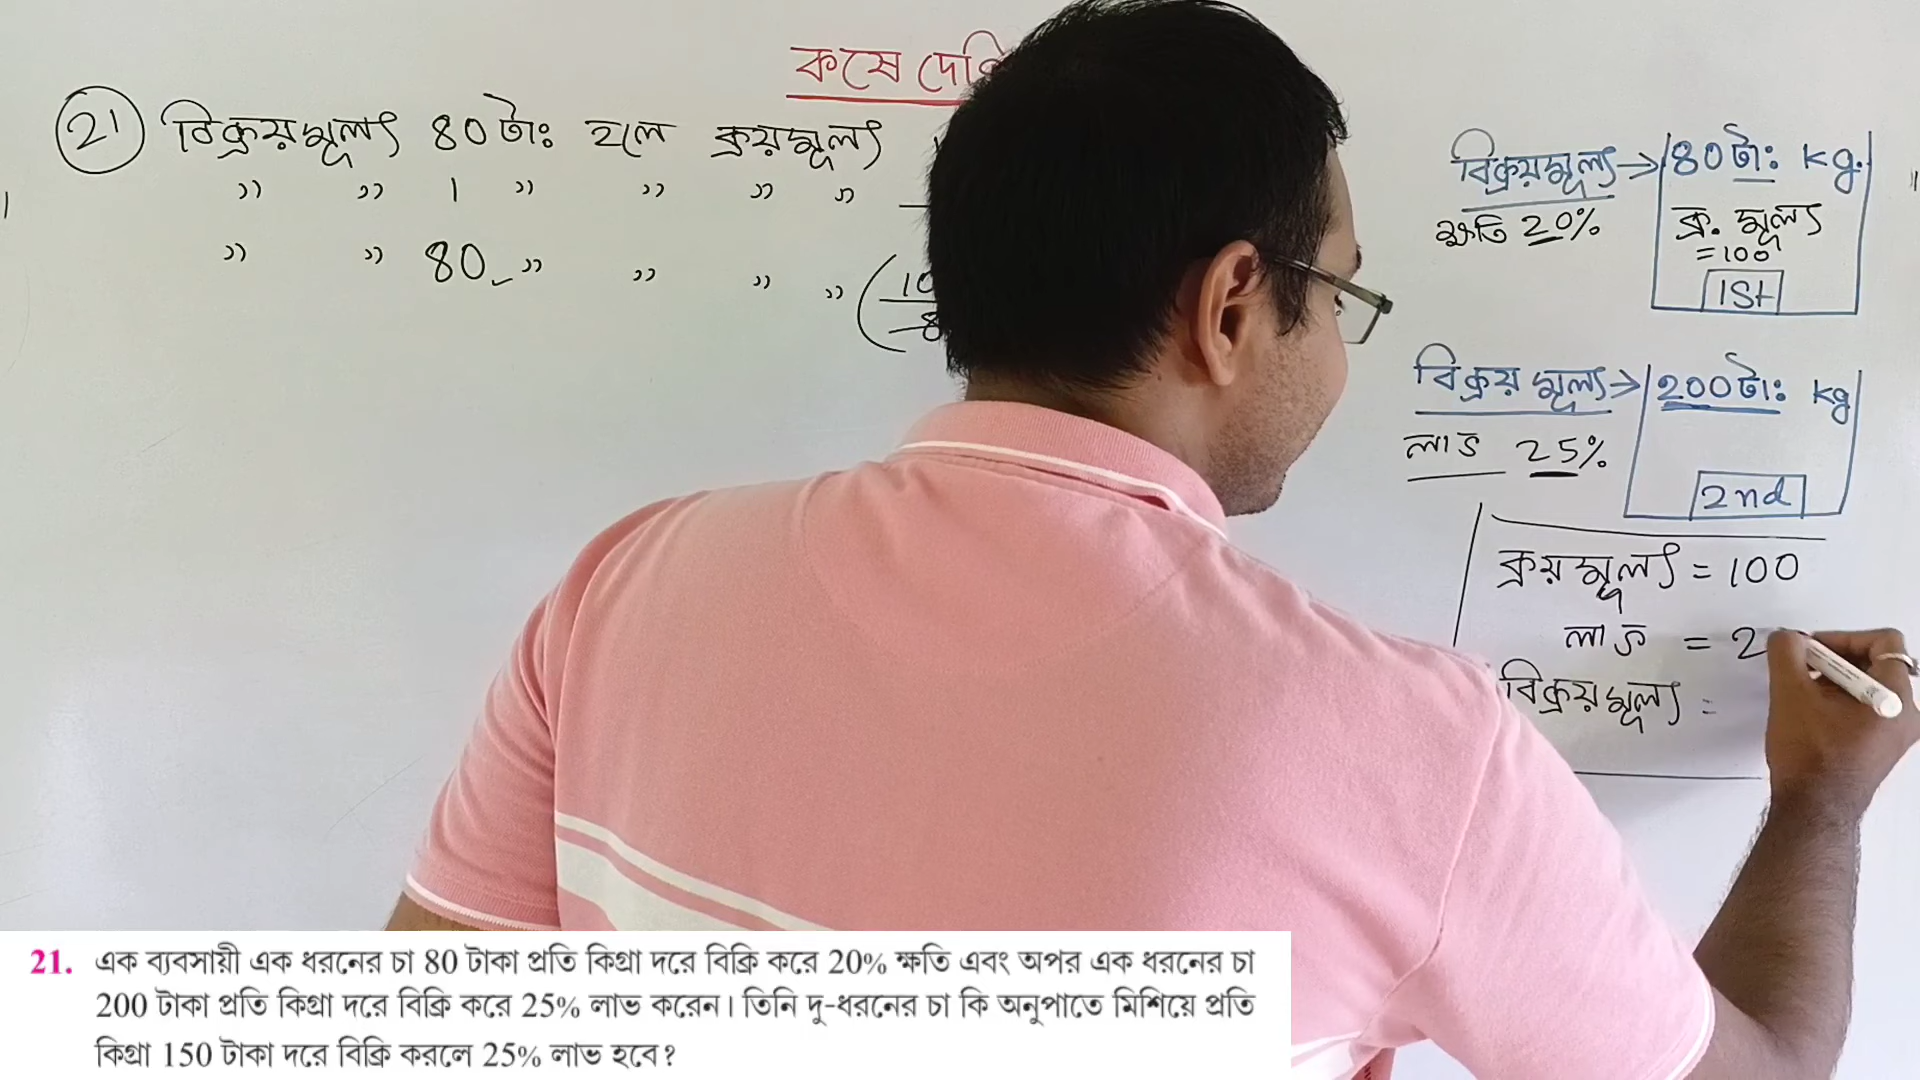 কষে দেখি
21 বিক্রয়মূল্য 80 টাঃ হলে ক্রয়মূল্য
" " 1 " " " "
" " 80 " " " "
বিক্রয়মূল্য → 80 টাঃ kg.
ক্ষতি 20% ক্র. মূল্য
= 100
1st
বিক্রয় মূল্য → 200 টাঃ kg
লাভ 25%
2nd
ক্রয়মূল্য = 100
লাভ = 2
বিক্রয়মূল্য =
21. এক ব্যবসায়ী এক ধরনের চা 80 টাকা প্রতি কিগ্রা দরে বিক্রি করে 20% ক্ষতি এবং অপর এক ধরনের চা
200 টাকা প্রতি কিগ্রা দরে বিক্রি করে 25% লাভ করেন। তিনি দু-ধরনের চা কি অনুপাতে মিশিয়ে প্রতি
কিগ্রা 150 টাকা দরে বিক্রি করলে 25% লাভ হবে?